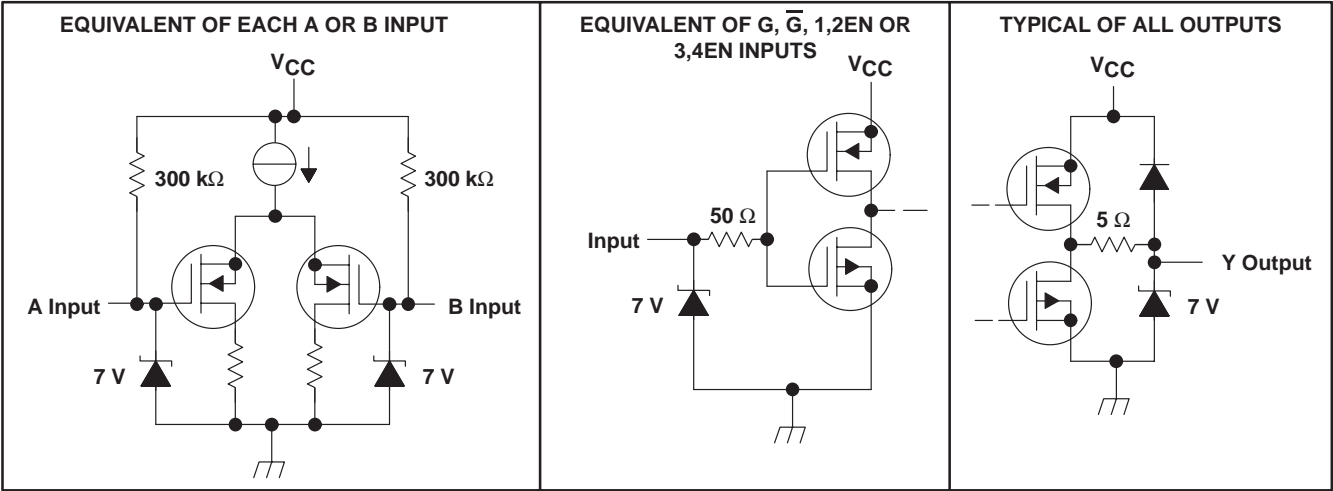 EQUIVALENT OF EACH A OR B INPUT
VCC
300 kΩ
300 kΩ
A Input
B Input
7 V
7 V
EQUIVALENT OF G, G̅, 1,2EN OR
3,4EN INPUTS
VCC
50 Ω
Input
7 V
TYPICAL OF ALL OUTPUTS
VCC
5 Ω
Y Output
7 V